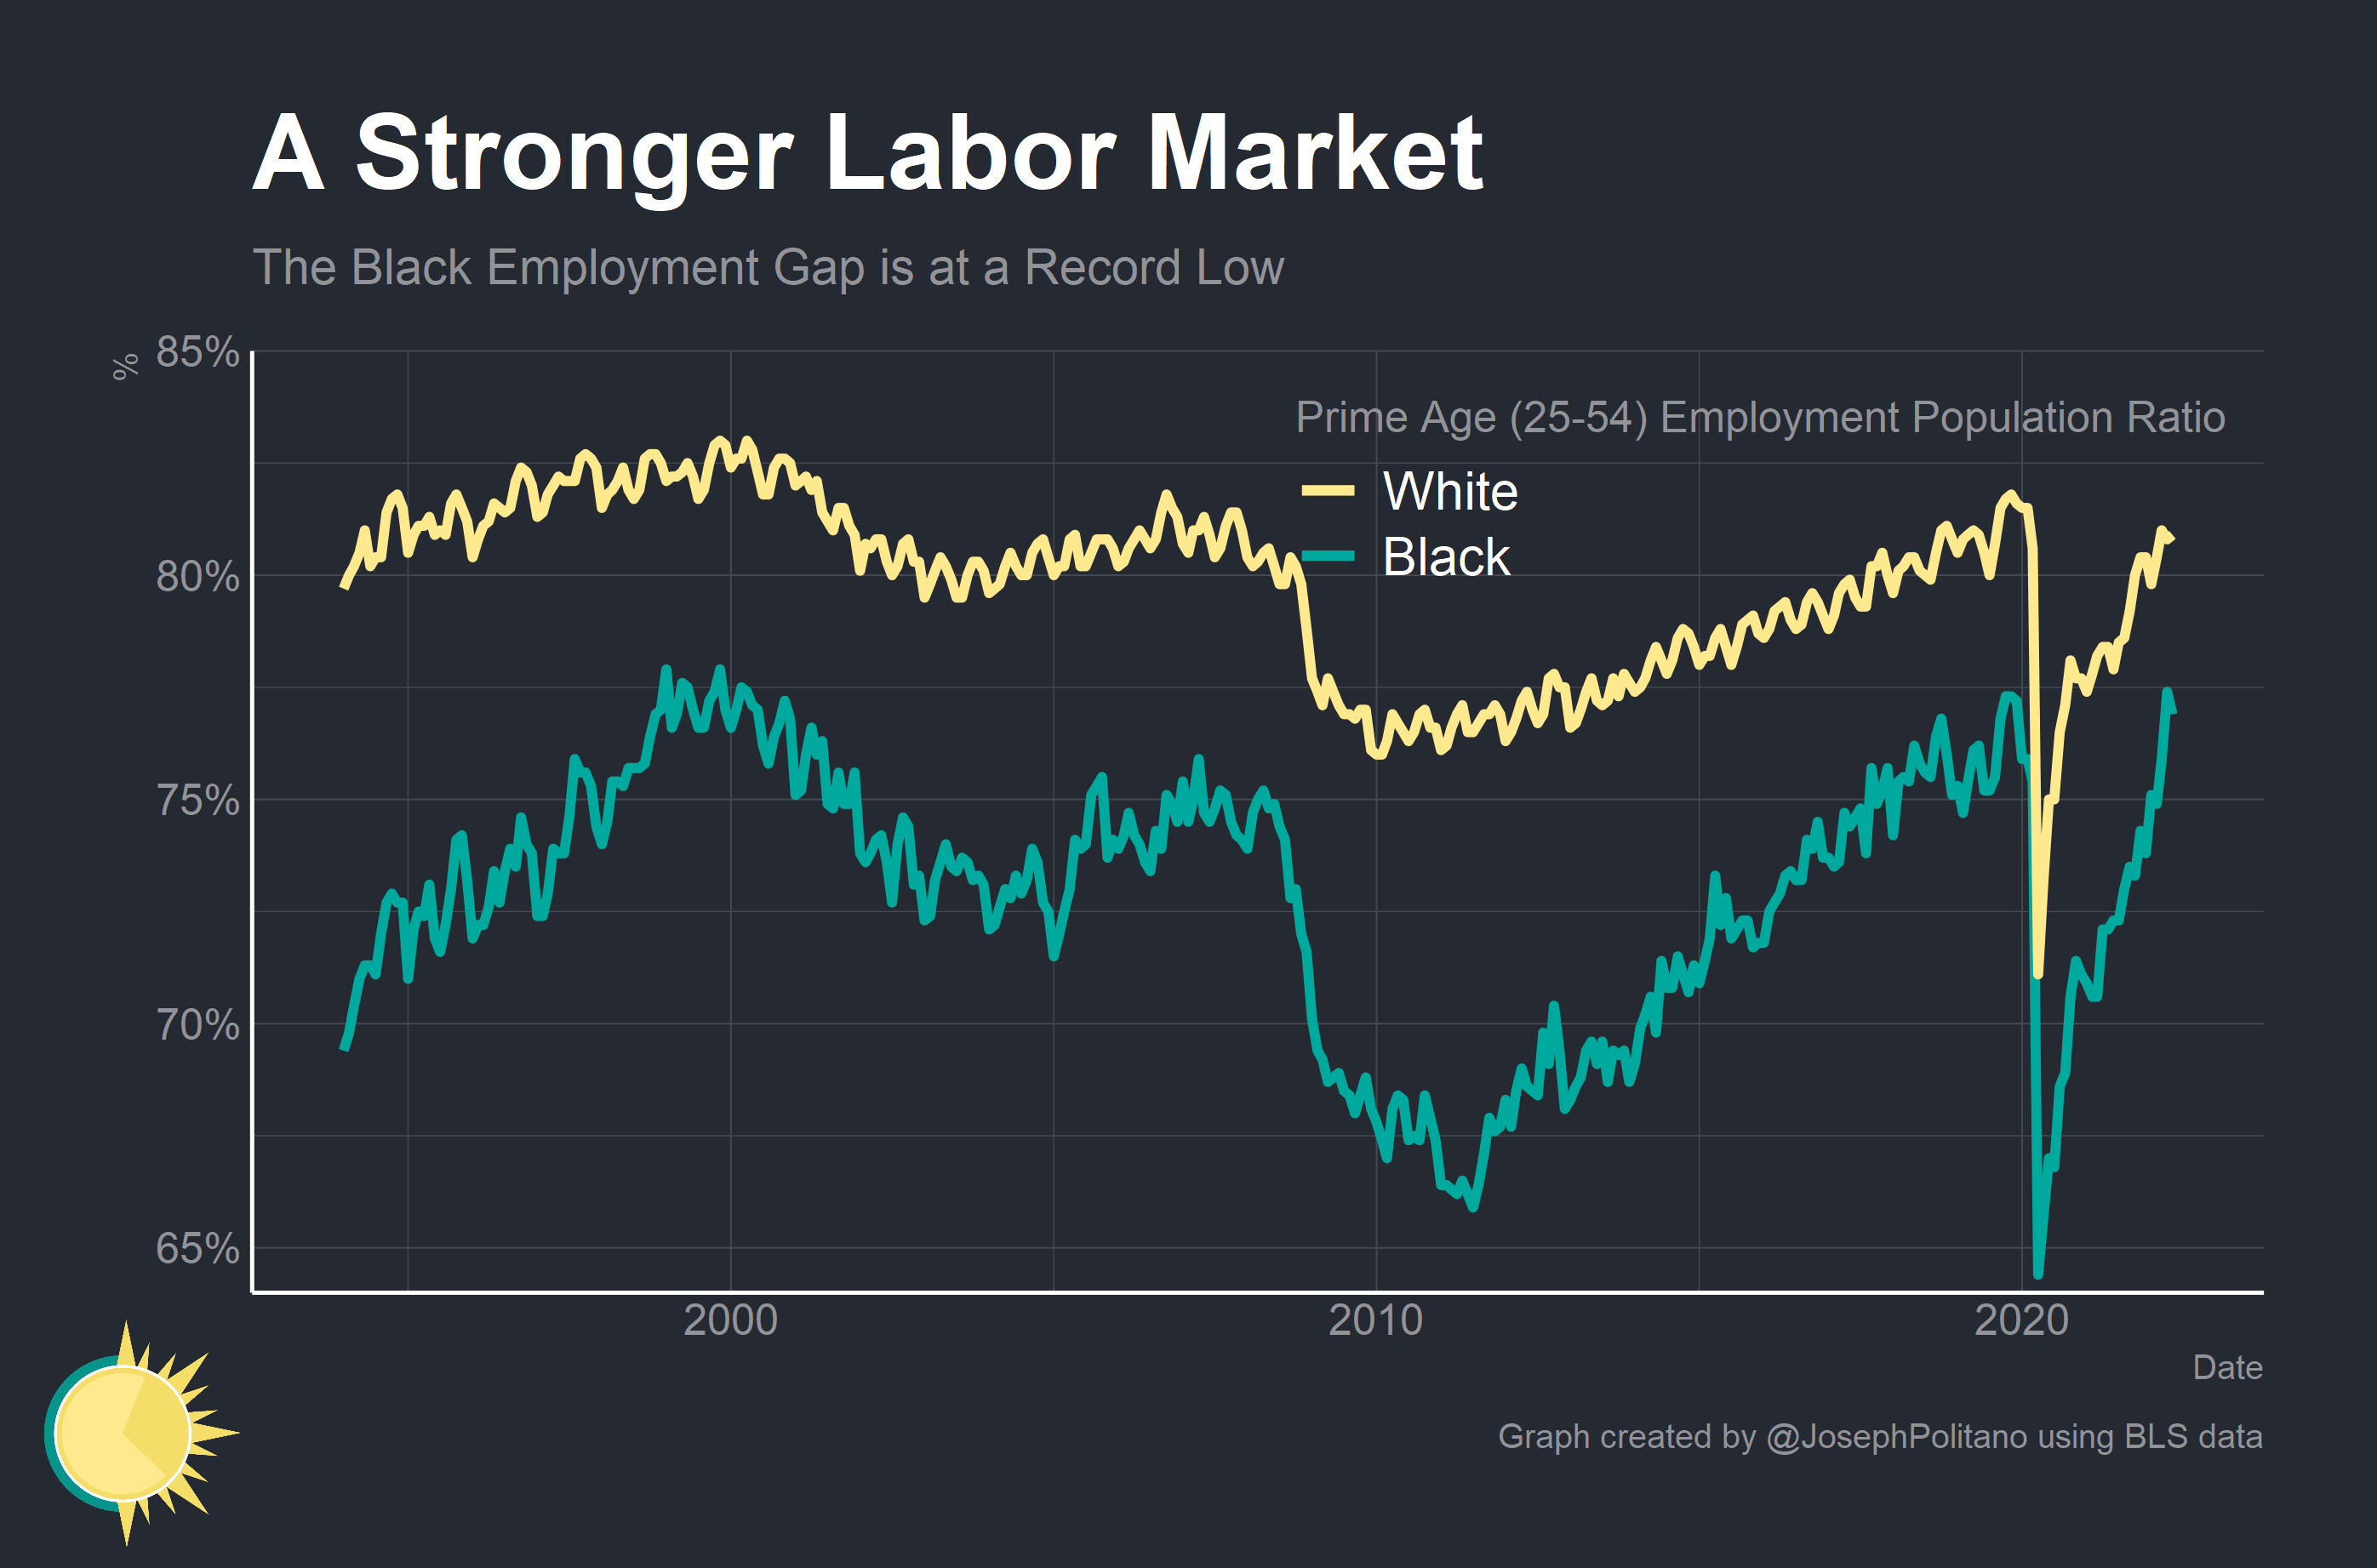 A Stronger Labor Market
The Black Employment Gap is at a Record Low
%
85%
80%
75%
70%
65%
Prime Age (25-54) Employment Population Ratio
White
Black
2000
2010
2020
Date
Graph created by @JosephPolitano using BLS data